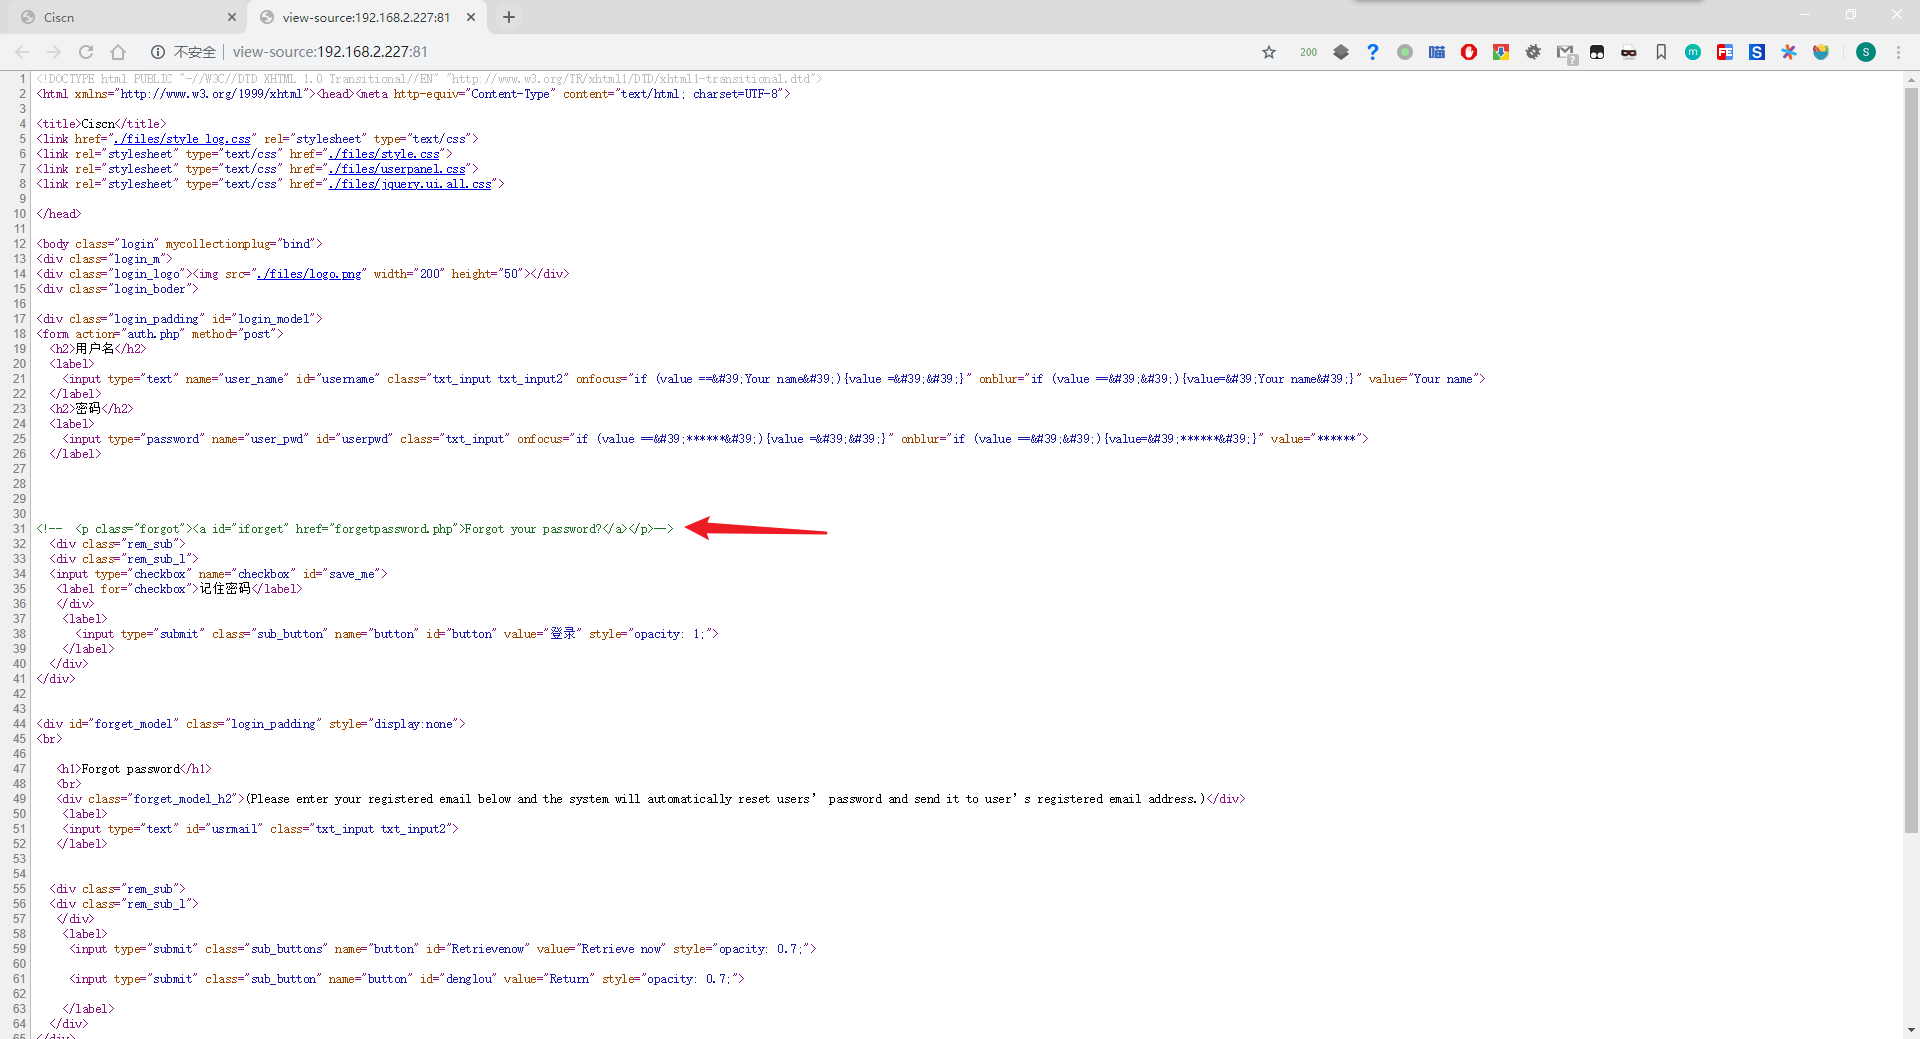 Ciscn
view-source:192.168.2.227:81
不安全 view-source:192.168.2.227:81
200
1 <!DOCTYPE html PUBLIC "-//W3C//DTD XHTML 1.0 Transitional//EN" "http://www.w3.org/TR/xhtml1/DTD/xhtml1-transitional.dtd">
2 <html xmlns="http://www.w3.org/1999/xhtml"><head><meta http-equiv="Content-Type" content="text/html; charset=UTF-8">
3
4 <title>Ciscn</title>
5 <link href="./files/style_log.css" rel="stylesheet" type="text/css">
6 <link rel="stylesheet" type="text/css" href="./files/style.css">
7 <link rel="stylesheet" type="text/css" href="./files/userpanel.css">
8 <link rel="stylesheet" type="text/css" href="./files/jquery.ui.all.css">
9
10 </head>
11
12 <body class="login" mycollectionplug="bind">
13 <div class="login_m">
14 <div class="login_logo"><img src="./files/logo.png" width="200" height="50"></div>
15 <div class="login_boder">
16
17 <div class="login_padding" id="login_model">
18 <form action="auth.php" method="post">
19 <h2>用户名</h2>
20 <label>
21 <input type="text" name="user_name" id="username" class="txt_input txt_input2" onfocus="if (value ==&#39;Your name&#39;){value =&#39;&#39;}" onblur="if (value ==&#39;&#39;){value=&#39;Your name&#39;}" value="Your name">
22 </label>
23 <h2>密码</h2>
24 <label>
25 <input type="password" name="user_pwd" id="userpwd" class="txt_input" onfocus="if (value ==&#39;******&#39;){value =&#39;&#39;}" onblur="if (value ==&#39;&#39;){value=&#39;******&#39;}" value="******">
26 </label>
27
28
29
30
31 <!-- <p class="forgot"><a id="iforget" href="forgetpassword.php">Forgot your password?</a></p>-->
32 <div class="rem_sub">
33 <div class="rem_sub_l">
34 <input type="checkbox" name="checkbox" id="save_me">
35 <label for="checkbox">记住密码</label>
36 </div>
37 <label>
38 <input type="submit" class="sub_button" name="button" id="button" value="登录" style="opacity: 1;">
39 </label>
40 </div>
41 </div>
42
43
44 <div id="forget_model" class="login_padding" style="display:none">
45 <br>
46
47 <h1>Forgot password</h1>
48 <br>
49 <div class="forget_model_h2">(Please enter your registered email below and the system will automatically reset users’ password and send it to user’s registered email address.)</div>
50 <label>
51 <input type="text" id="usrmail" class="txt_input txt_input2">
52 </label>
53
54
55 <div class="rem_sub">
56 <div class="rem_sub_l">
57 </div>
58 <label>
59 <input type="submit" class="sub_buttons" name="button" id="Retrievenow" value="Retrieve now" style="opacity: 0.7;">
60
61 <input type="submit" class="sub_button" name="button" id="denglou" value="Return" style="opacity: 0.7;">
62
63 </label>
64 </div>
65 </div>